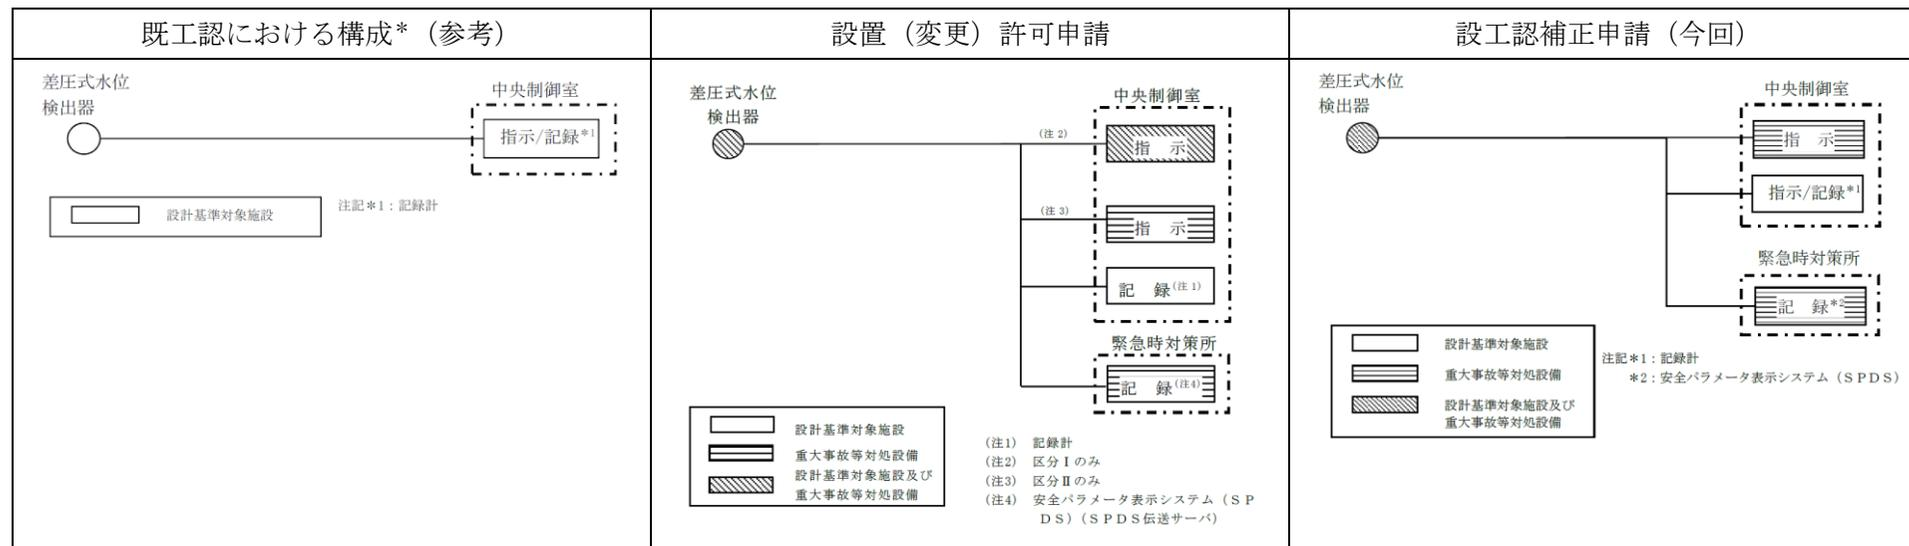 既工認における構成*（参考）
差圧式水位
検出器
中央制御室
指示/記録*1
設計基準対象施設
注記*1：記録計
設置（変更）許可申請
差圧式水位
検出器
中央制御室
(注2)
指 示
(注3)
指 示
記 録(注1)
緊急時対策所
記 録(注4)
設計基準対象施設
重大事故等対処設備
設計基準対象施設及び
重大事故等対処設備
(注1) 記録計
(注2) 区分Ⅰのみ
(注3) 区分Ⅱのみ
(注4) 安全パラメータ表示システム（ＳＰ
ＤＳ）（ＳＰＤＳ伝送サーバ）
設工認補正申請（今回）
差圧式水位
検出器
中央制御室
指 示
指示/記録*1
緊急時対策所
記 録*2
設計基準対象施設
重大事故等対処設備
設計基準対象施設及び
重大事故等対処設備
注記*1：記録計
*2：安全パラメータ表示システム（ＳＰＤＳ）